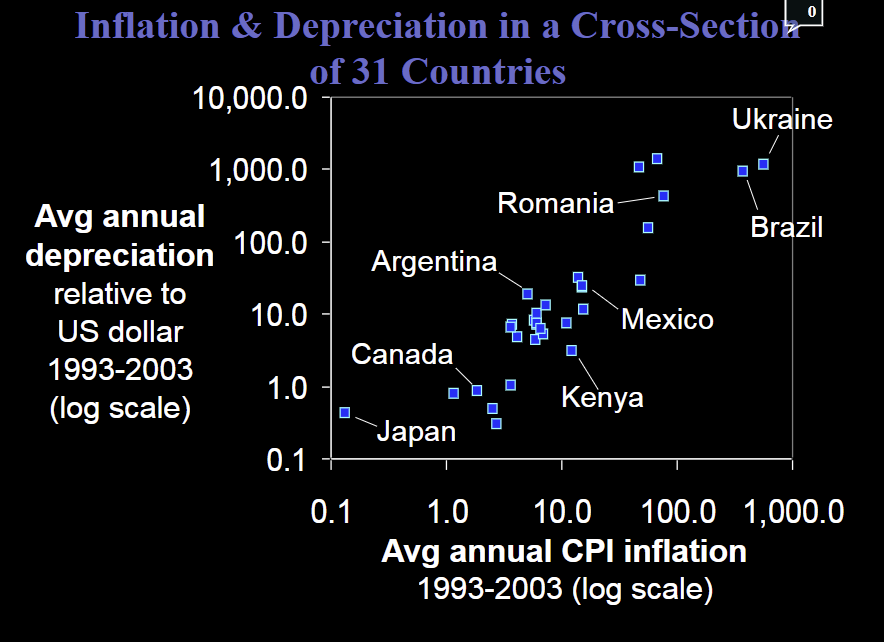 0
Inflation & Depreciation in a Cross-Section
of 31 Countries
10,000.0
1,000.0
100.0
10.0
1.0
0.1
Avg annual
depreciation
relative to
US dollar
1993-2003
(log scale)
Ukraine
Romania
Brazil
Argentina
Mexico
Canada
Kenya
Japan
0.1 1.0 10.0 100.0 1,000.0
Avg annual CPI inflation
1993-2003 (log scale)